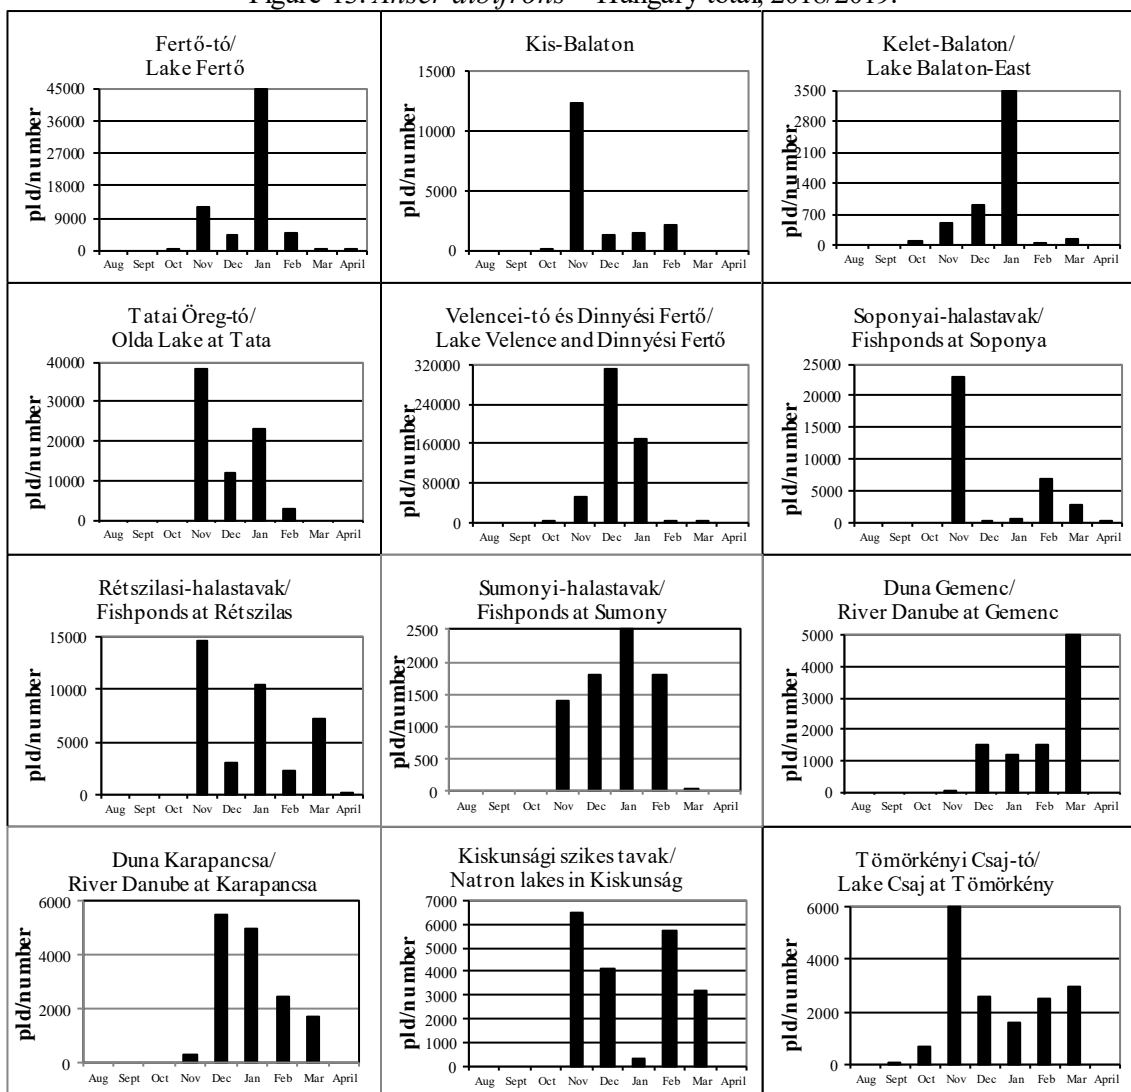 Figure 13. Anser albifrons – Hungary total, 2018/2019.
Fertő-tó/
Lake Fertő
pld/number
45000
36000
27000
18000
9000
0
Aug Sept Oct Nov Dec Jan Feb Mar April
Kis-Balaton
pld/number
15000
10000
5000
0
Aug Sept Oct Nov Dec Jan Feb Mar April
Kelet-Balaton/
Lake Balaton-East
pld/number
3500
2800
2100
1400
700
0
Aug Sept Oct Nov Dec Jan Feb Mar April
Tatai Öreg-tó/
Olda Lake at Tata
pld/number
40000
30000
20000
10000
0
Aug Sept Oct Nov Dec Jan Feb Mar April
Velencei-tó és Dinnyési Fertő/
Lake Velence and Dinnyési Fertő
pld/number
320000
240000
160000
80000
0
Aug Sept Oct Nov Dec Jan Feb Mar April
Soponyai-halastavak/
Fishponds at Soponya
pld/number
25000
20000
15000
10000
5000
0
Aug Sept Oct Nov Dec Jan Feb Mar April
Rétszilasi-halastavak/
Fishponds at Rétszilas
pld/number
15000
10000
5000
0
Aug Sept Oct Nov Dec Jan Feb Mar April
Sumonyi-halastavak/
Fishponds at Sumony
pld/number
2500
2000
1500
1000
500
0
Aug Sept Oct Nov Dec Jan Feb Mar April
Duna Gemenc/
River Danube at Gemenc
pld/number
5000
4000
3000
2000
1000
0
Aug Sept Oct Nov Dec Jan Feb Mar April
Duna Karapancsa/
River Danube at Karapancsa
pld/number
6000
4000
2000
0
Aug Sept Oct Nov Dec Jan Feb Mar April
Kiskunsági szikes tavak/
Natron lakes in Kiskunság
pld/number
7000
6000
5000
4000
3000
2000
1000
0
Aug Sept Oct Nov Dec Jan Feb Mar April
Tömörkényi Csaj-tó/
Lake Csaj at Tömörkény
pld/number
6000
4000
2000
0
Aug Sept Oct Nov Dec Jan Feb Mar April